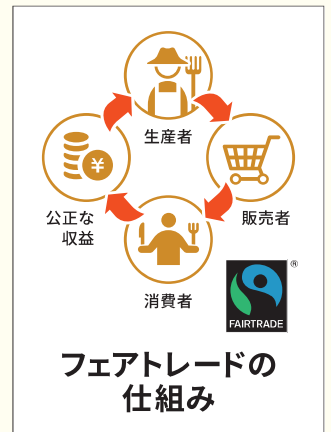 生産者
販売者
公正な
収益
¥
消費者
FAIRTRADE
®
フェアトレードの
仕組み